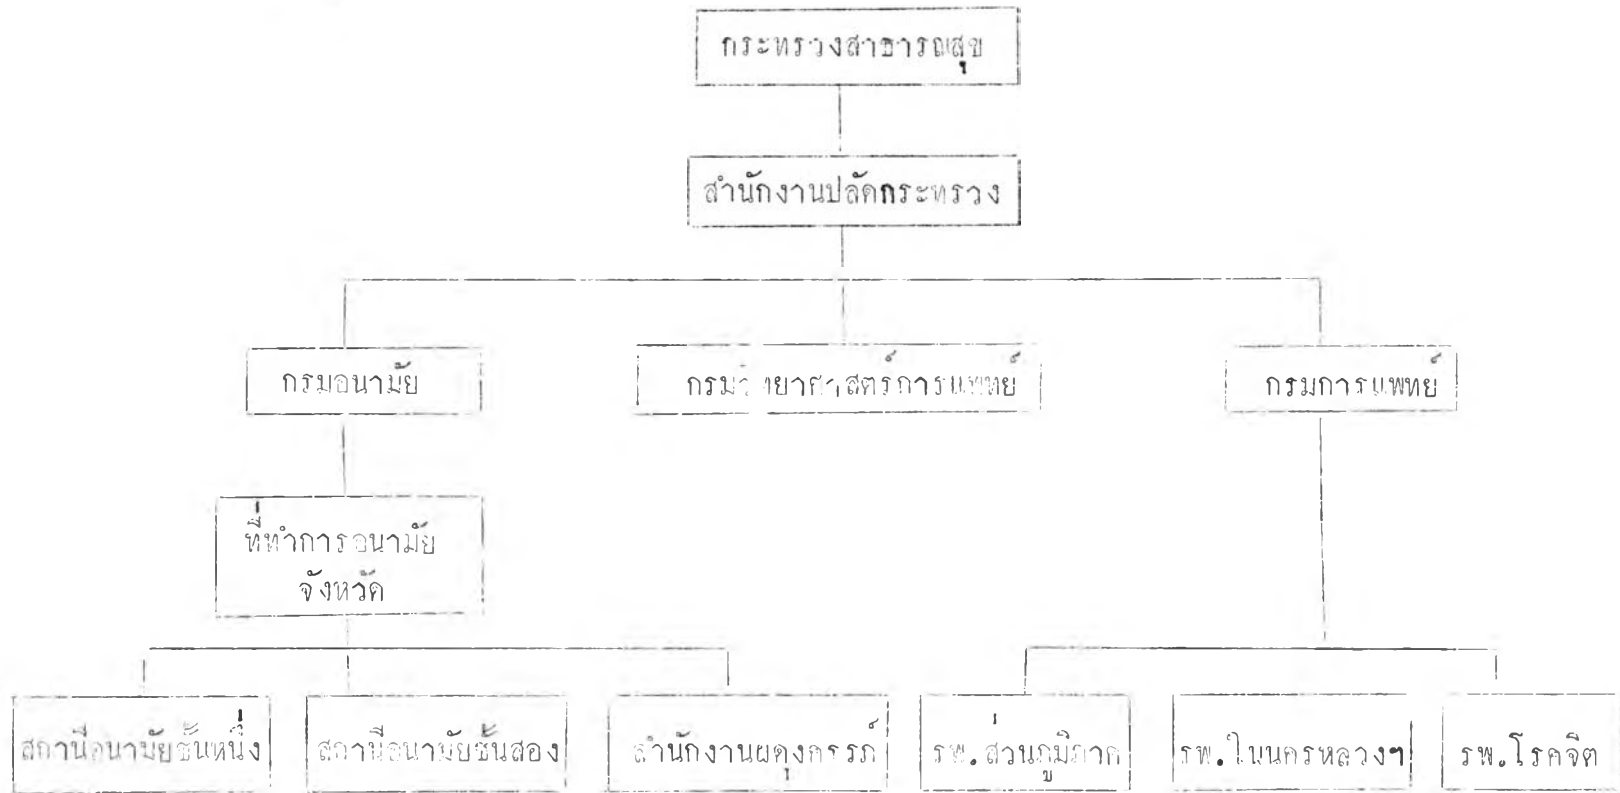 กระทรวงสาธารณสุข
สำนักงานปลัดกระทรวง
กรมอนามัย
กรมวิทยาศาสตร์การแพทย์
กรมการแพทย์
ที่ทำการอนามัย
จังหวัด
สถานีอนามัยชั้นหนึ่ง
สถานีอนามัยชั้นสอง
สำนักงานผดุงครรภ์
รพ.ส่วนภูมิภาค
รพ.ในนครหลวงฯ
รพ.โรคจิต